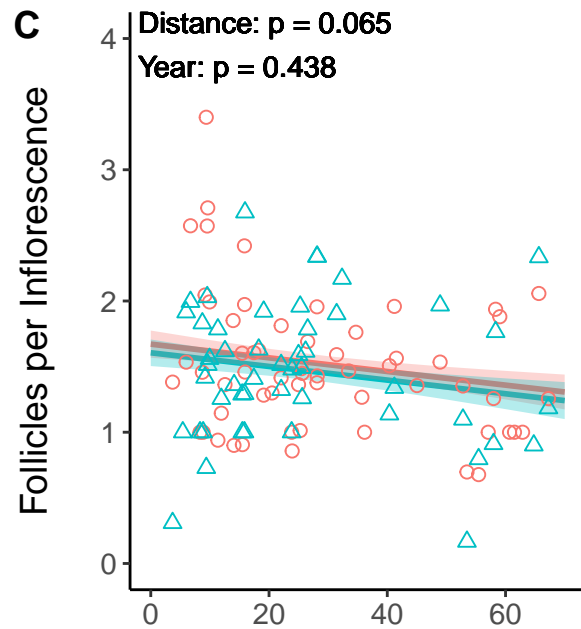 C
Distance: p = 0.065
Year: p = 0.438
Follicles per Inflorescence
4
3
2
1
0
0 20 40 60